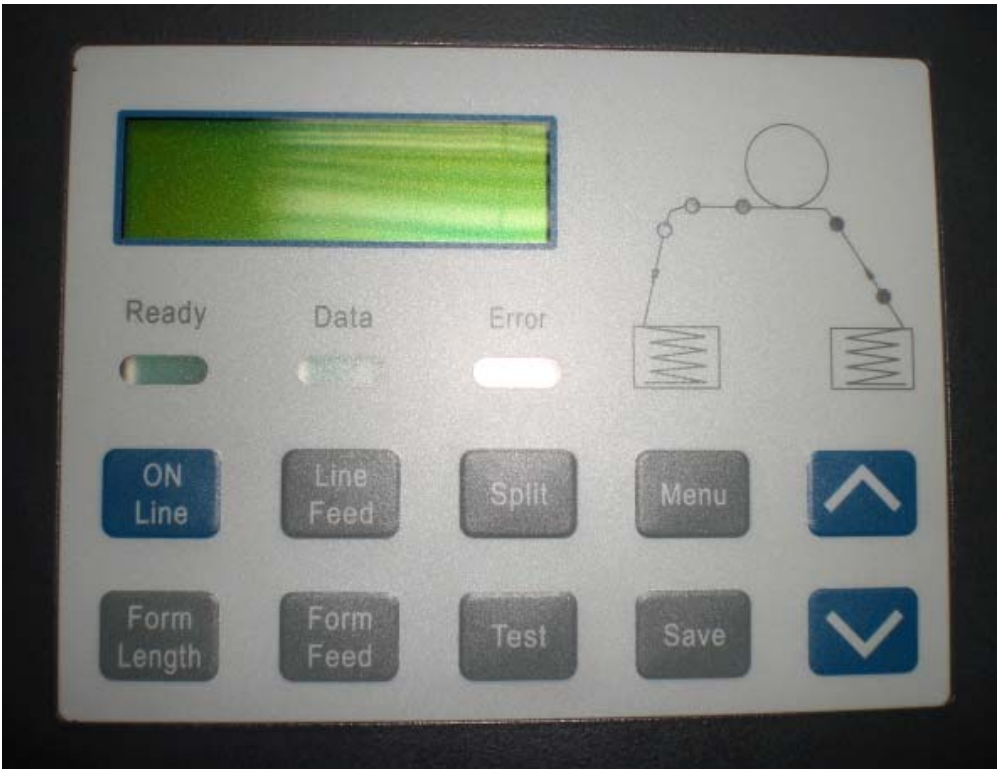 Ready
Data
Error
ON
Line
Line
Feed
Split
Menu
Form
Length
Form
Feed
Test
Save